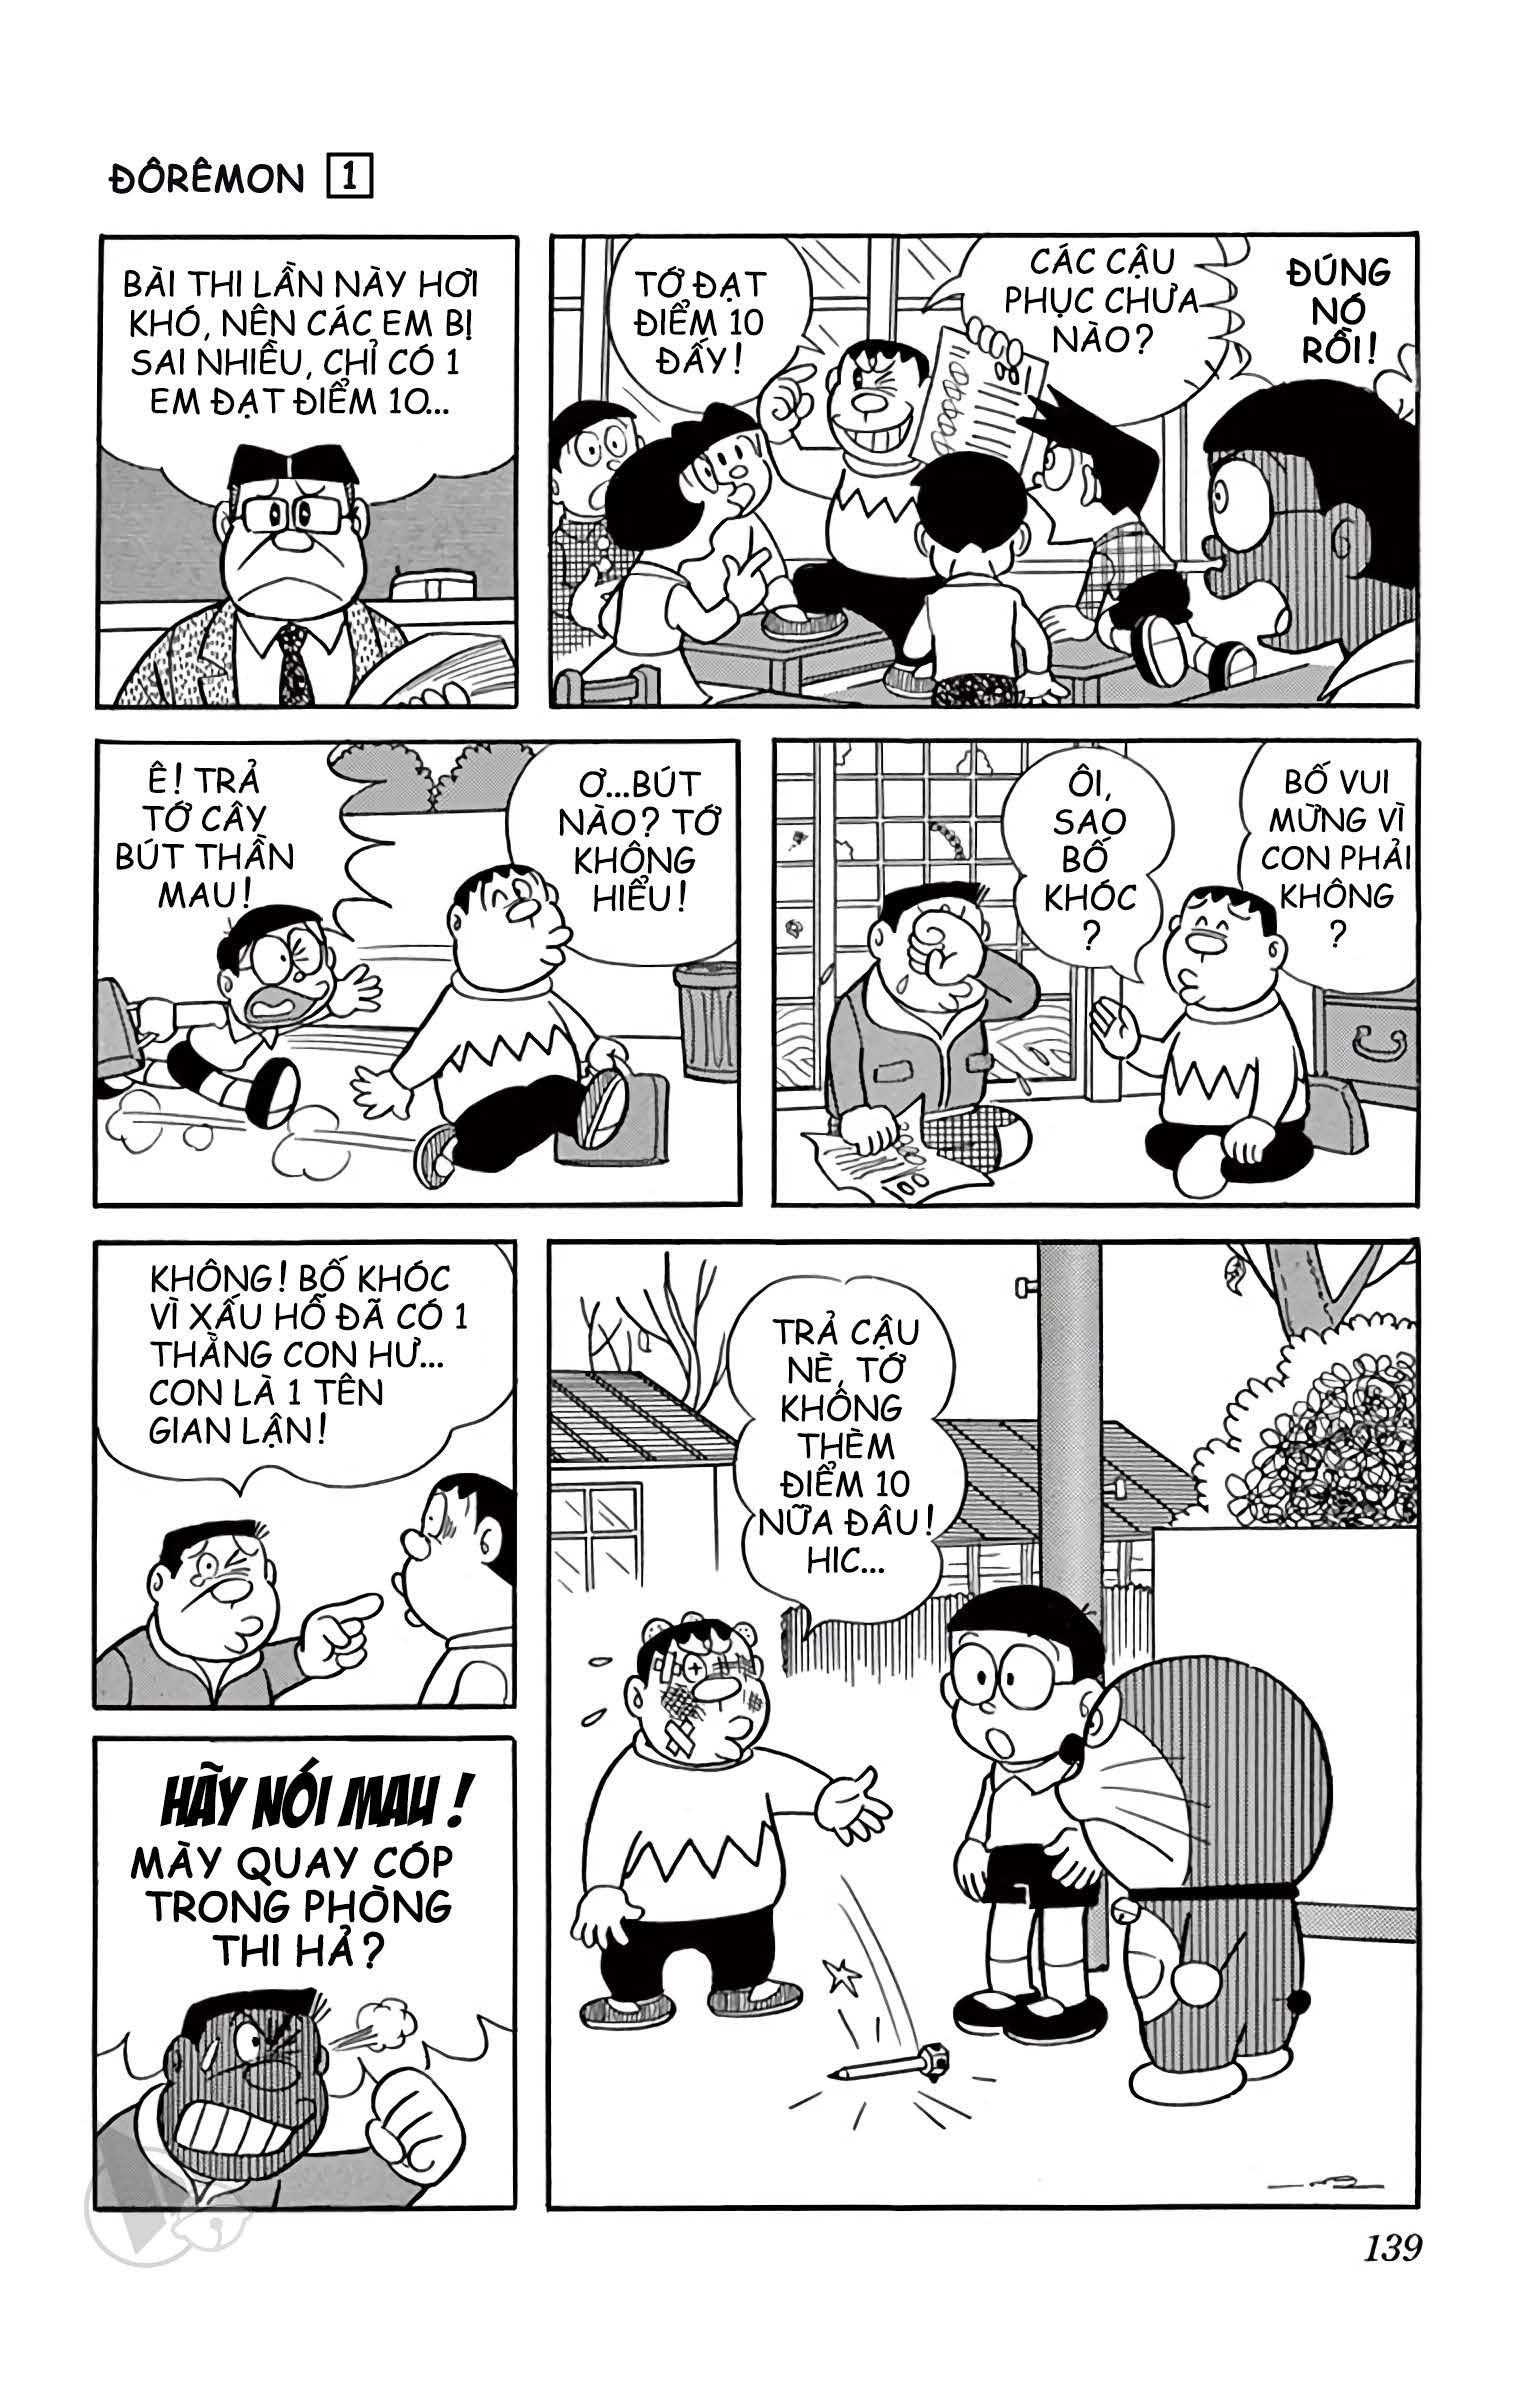 ĐÔRÊMON 1
BÀI THI LẦN NÀY HƠI
KHÓ, NÊN CÁC EM BỊ
SAI NHIỀU, CHỈ CÓ 1
EM ĐẠT ĐIỂM 10...
TỚ ĐẠT
ĐIỂM 10
ĐẤY!
CÁC CẬU
PHỤC CHƯA
NÀO?
ĐÚNG
NÓ
RỒI!
Ê! TRẢ
TỚ CÂY
BÚT THẦN
MAU!
Ơ...BÚT
NÀO? TỚ
KHÔNG
HIỂU!
ÔI,
SAO
BỐ
KHÓC
?
BỐ VUI
MỪNG VÌ
CON PHẢI
KHÔNG
?
KHÔNG! BỐ KHÓC
VÌ XẤU HỔ ĐÃ CÓ 1
THẰNG CON HƯ...
CON LÀ 1 TÊN
GIAN LẬN!
HÃY NÓI MAU!
MÀY QUAY CÓP
TRONG PHÒNG
THI HẢ?
TRẢ CẬU
NÈ, TỚ
KHÔNG
THÈM
ĐIỂM 10
NỮA ĐÂU!
HIC...
139